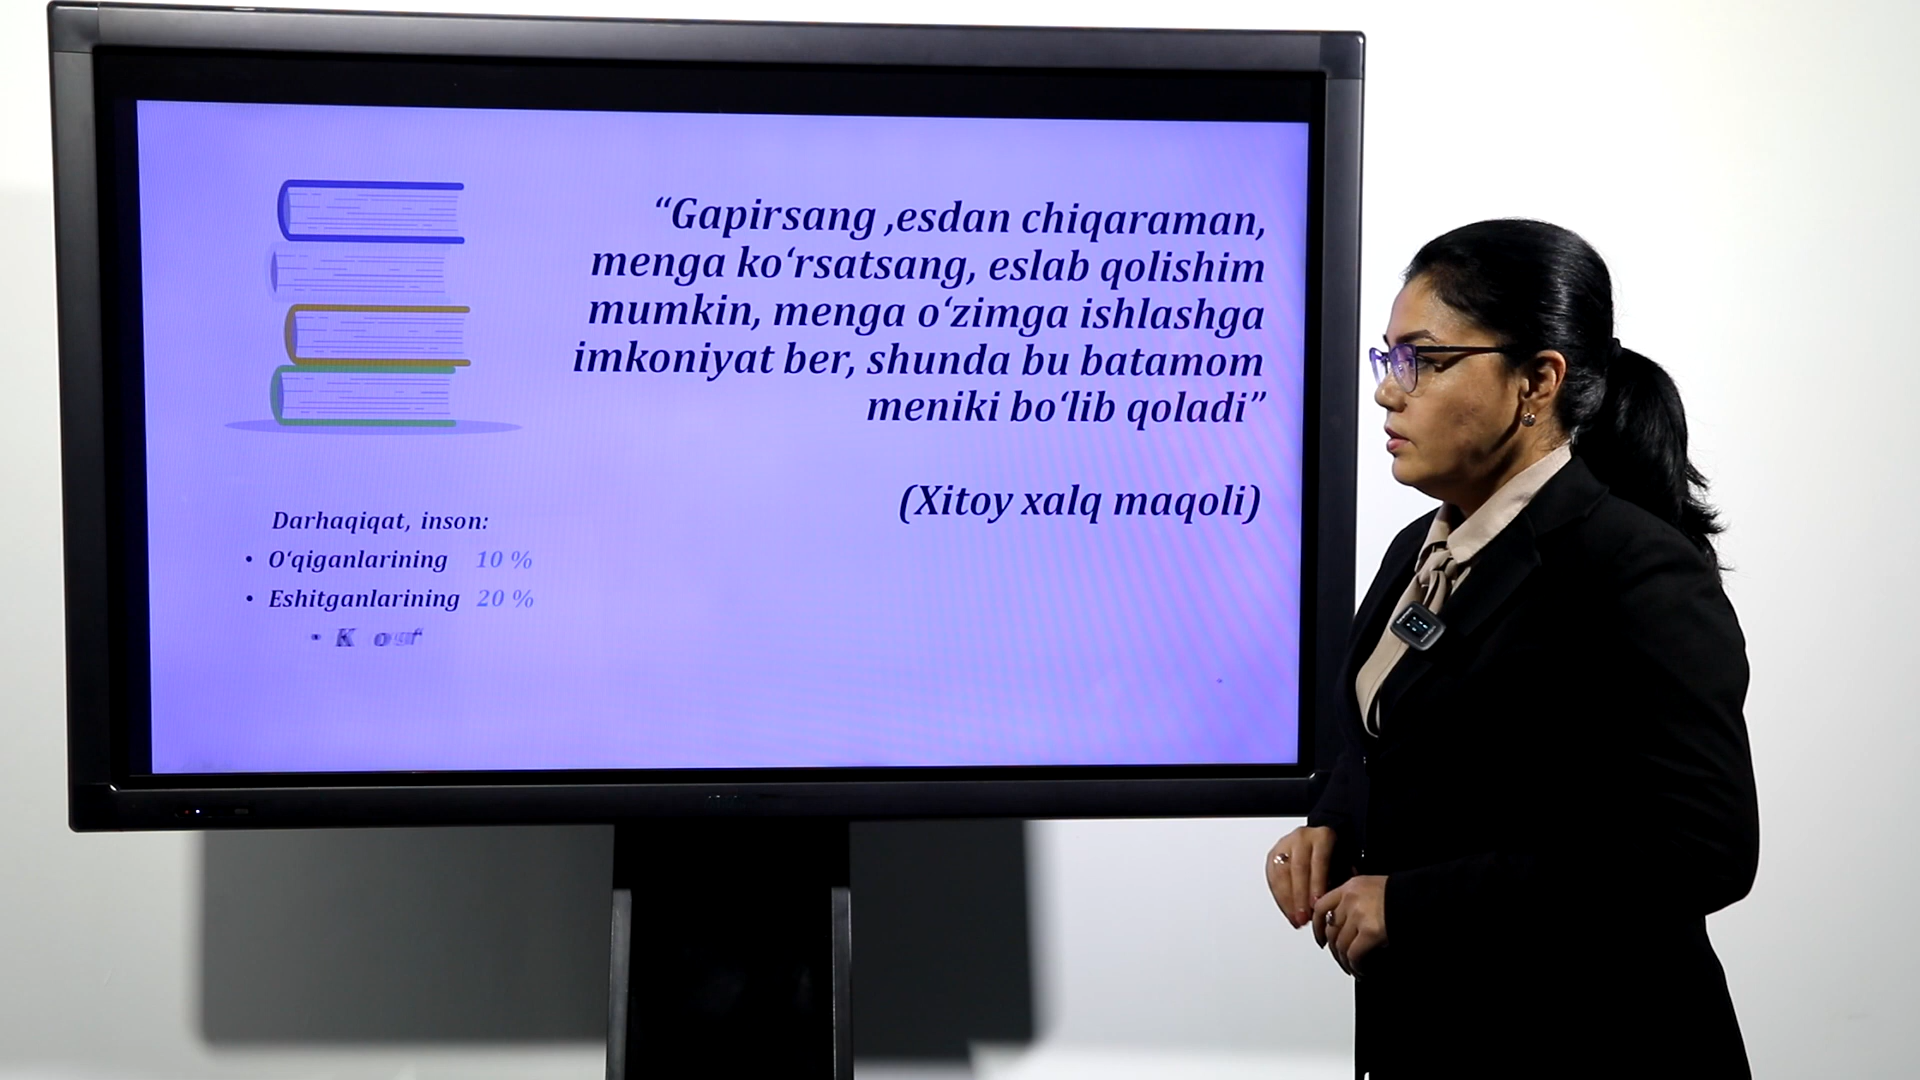 “Gapirsang ,esdan chiqaraman,
menga ko‘rsatsang, eslab qolishim
mumkin, menga o‘zimga ishlashga
imkoniyat ber, shunda bu batamom
meniki bo‘lib qoladi”
(Xitoy xalq maqoli)
Darhaqiqat, inson:
• O‘qiganlarining 10 %
• Eshitganlarining 20 %